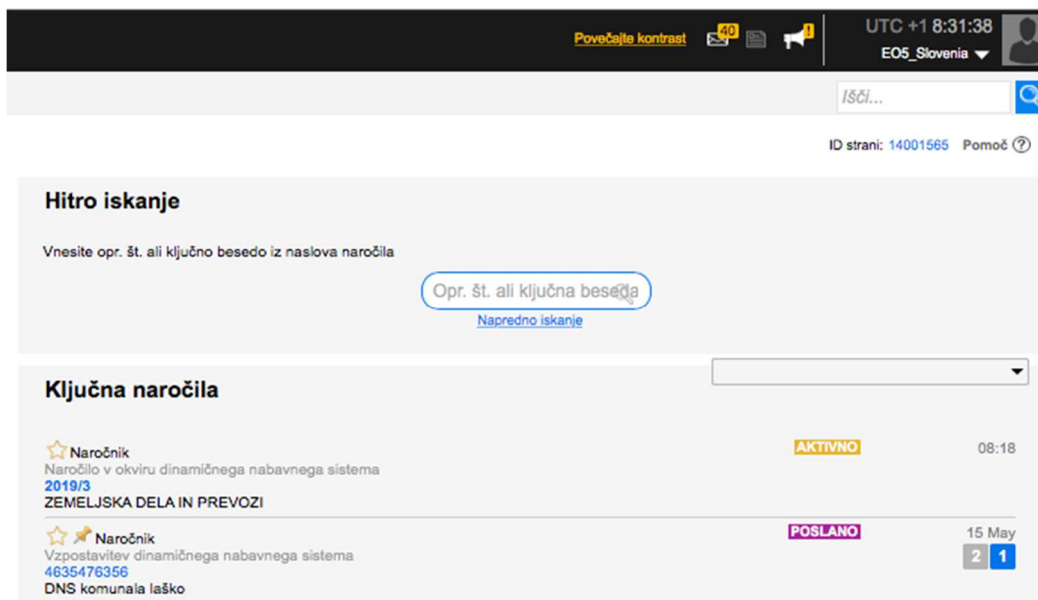 Povečajte kontrast 40 ! UTC +1 8:31:38
EO5_Slovenia
Išči...
ID strani: 14001565 Pomoč ?
Hitro iskanje
Vnesite opr. št. ali ključno besedo iz naslova naročila
Opr. št. ali ključna beseda
Napredno iskanje
Ključna naročila
Naročnik AKTIVNO 08:18
Naročilo v okviru dinamičnega nabavnega sistema
2019/3
ZEMELJSKA DELA IN PREVOZI
Naročnik POSLANO 15 May
Vzpostavitev dinamičnega nabavnega sistema 2 1
4635476356
DNS komunala laško